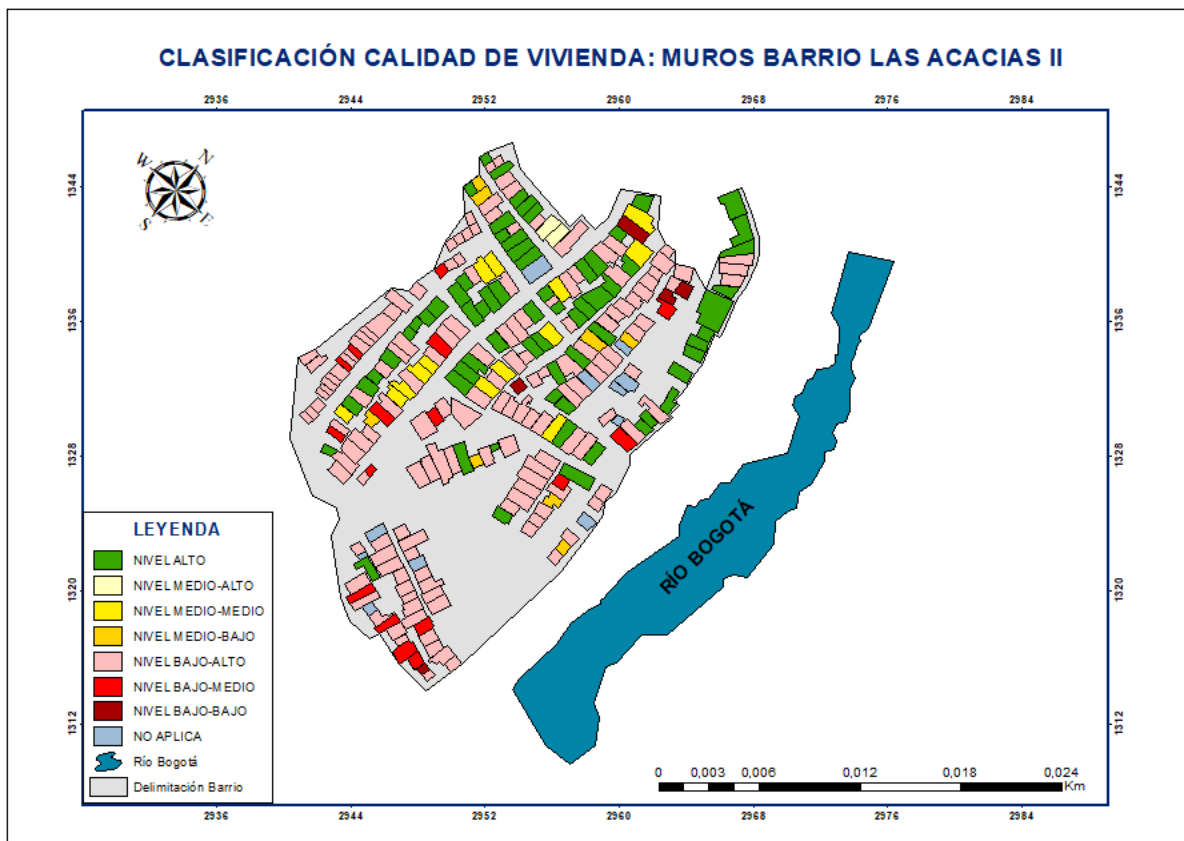 CLASIFICACIÓN CALIDAD DE VIVIENDA: MUROS BARRIO LAS ACACIAS II
2936 2944 2952 2960 2968 2976 2984
N
W
E
S
1344 1344
1336 1336
1328 1328
1320 1320
1312 1312
RÍO BOGOTÁ
LEYENDA
NIVEL ALTO
NIVEL MEDIO-ALTO
NIVEL MEDIO-MEDIO
NIVEL MEDIO-BAJO
NIVEL BAJO-ALTO
NIVEL BAJO-MEDIO
NIVEL BAJO-BAJO
NO APLICA
Río Bogotá
Delimitación Barrio
0 0,003 0,006 0,012 0,018 0,024
Km
2936 2944 2952 2960 2968 2976 2984